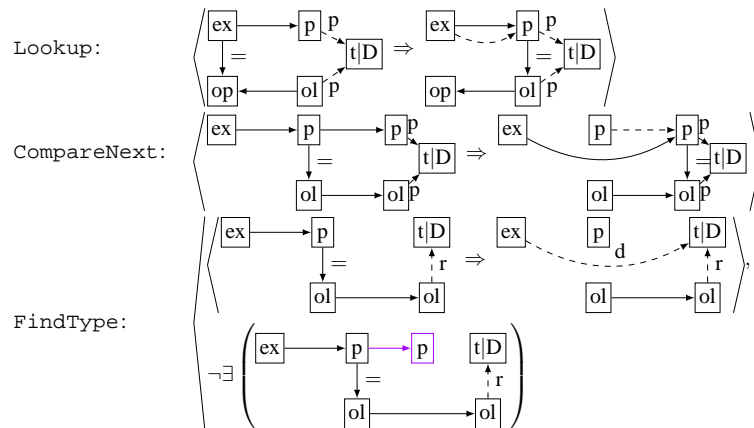 ex p p ex p p
Lookup: = t|D ⇒ = t|D
op ol p op ol p
ex p p p ex p p p
CompareNext: = t|D ⇒ = t|D
ol ol p ol ol p
ex p t|D ex p t|D
= r ⇒ d r ,
ol ol ol ol
FindType:
ex p p t|D
¬∃ = r
ol ol